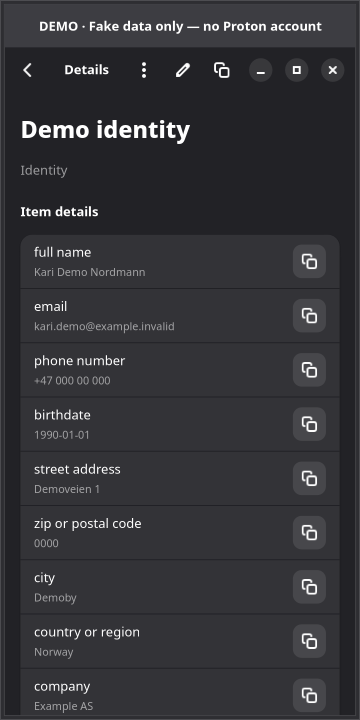 DEMO · Fake data only — no Proton account
Details
Demo identity
Identity
Item details
full name
Kari Demo Nordmann
email
kari.demo@example.invalid
phone number
+47 000 00 000
birthdate
1990-01-01
street address
Demoveien 1
zip or postal code
0000
city
Demoby
country or region
Norway
company
Example AS